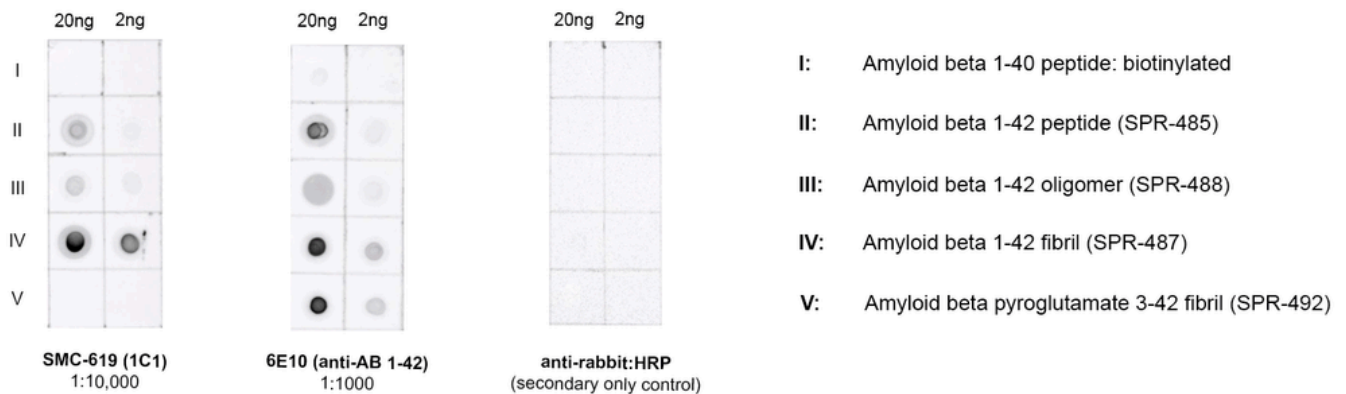 20ng 2ng
20ng 2ng
20ng 2ng
I
II
III
IV
V
I: Amyloid beta 1-40 peptide: biotinylated
II: Amyloid beta 1-42 peptide (SPR-485)
III: Amyloid beta 1-42 oligomer (SPR-488)
IV: Amyloid beta 1-42 fibril (SPR-487)
V: Amyloid beta pyroglutamate 3-42 fibril (SPR-492)
SMC-619 (1C1)
1:10,000
6E10 (anti-AB 1-42)
1:1000
anti-rabbit:HRP
(secondary only control)